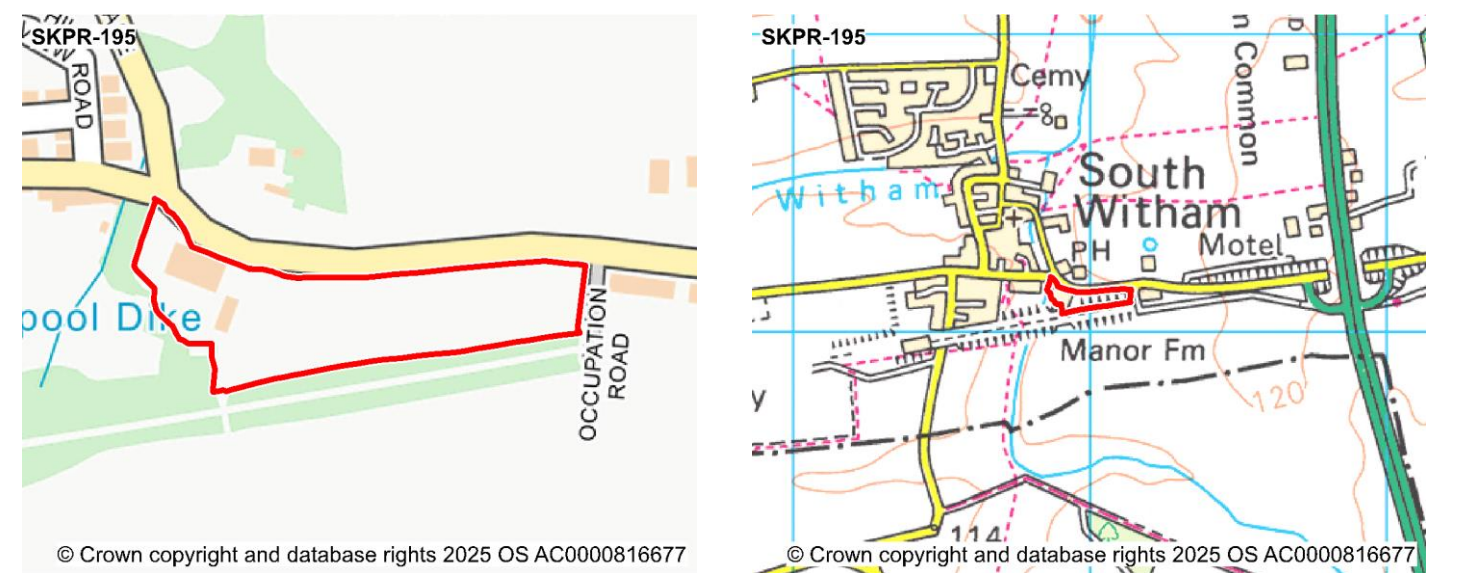 SKPR-195
ROAD
pool Dike
OCCUPATION
ROAD
© Crown copyright and database rights 2025 OS AC0000816677
SKPR-195
Cemy
n Common
South
Witham
Witham
PH
Motel
Manor Fm
y
120
114
© Crown copyright and database rights 2025 OS AC0000816677